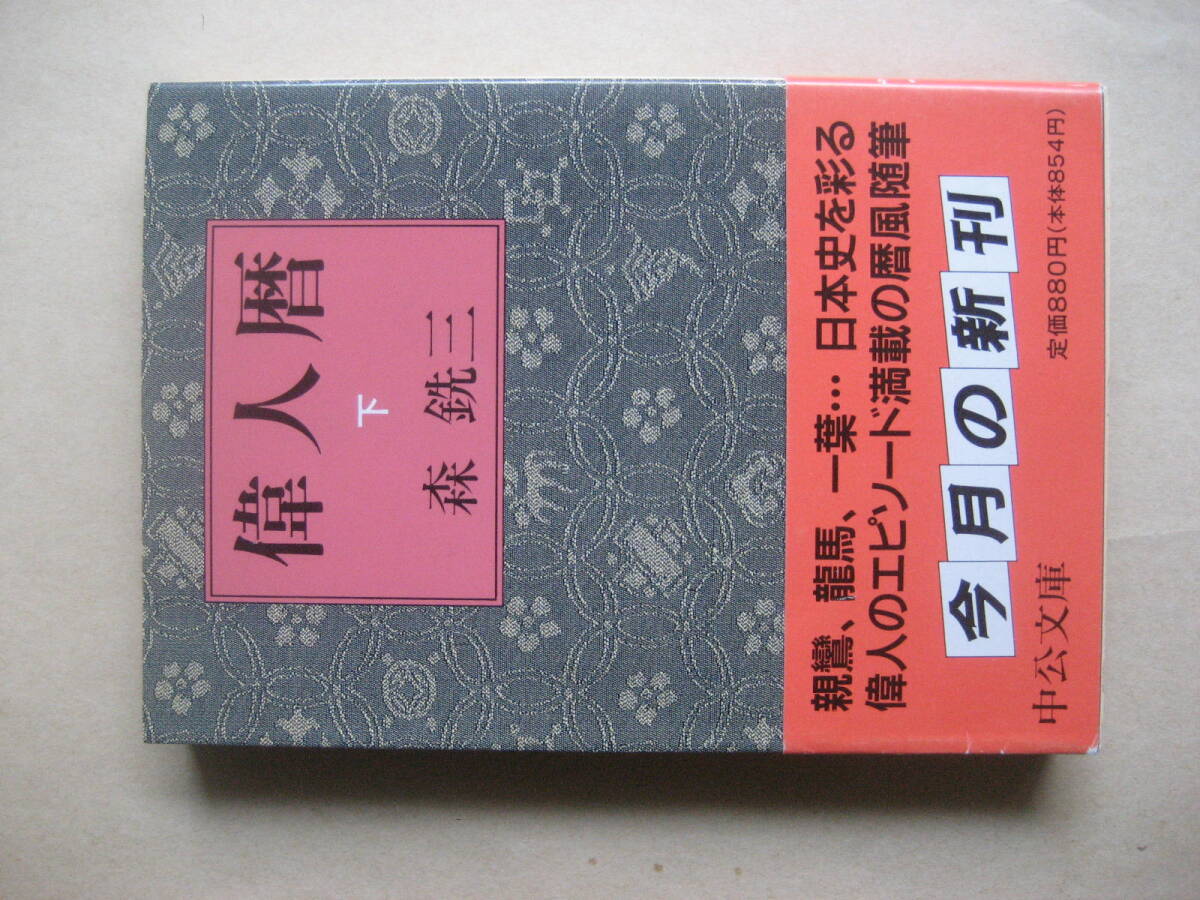 偉人暦
下
森 銑三
親鸞、龍馬、一葉… 日本史を彩る
偉人のエピソード満載の暦風随筆
今月の新刊
中公文庫
定価880円(本体854円)